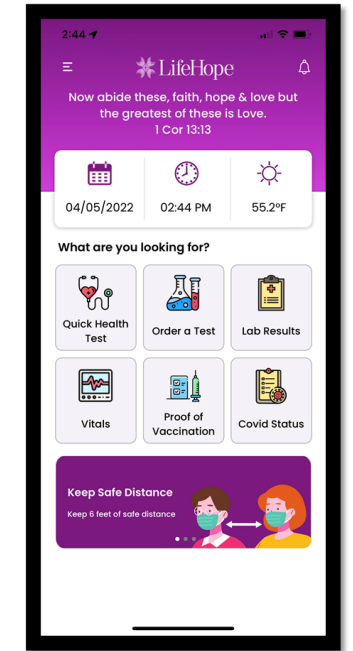 2:44
LifeHope
Now abide these, faith, hope & love but
the greatest of these is Love.
1 Cor 13:13
04/05/2022
02:44 PM
55.2°F
What are you looking for?
Quick Health
Test
Order a Test
Lab Results
Vitals
Proof of
Vaccination
Covid Status
Keep Safe Distance
Keep 6 feet of safe distance